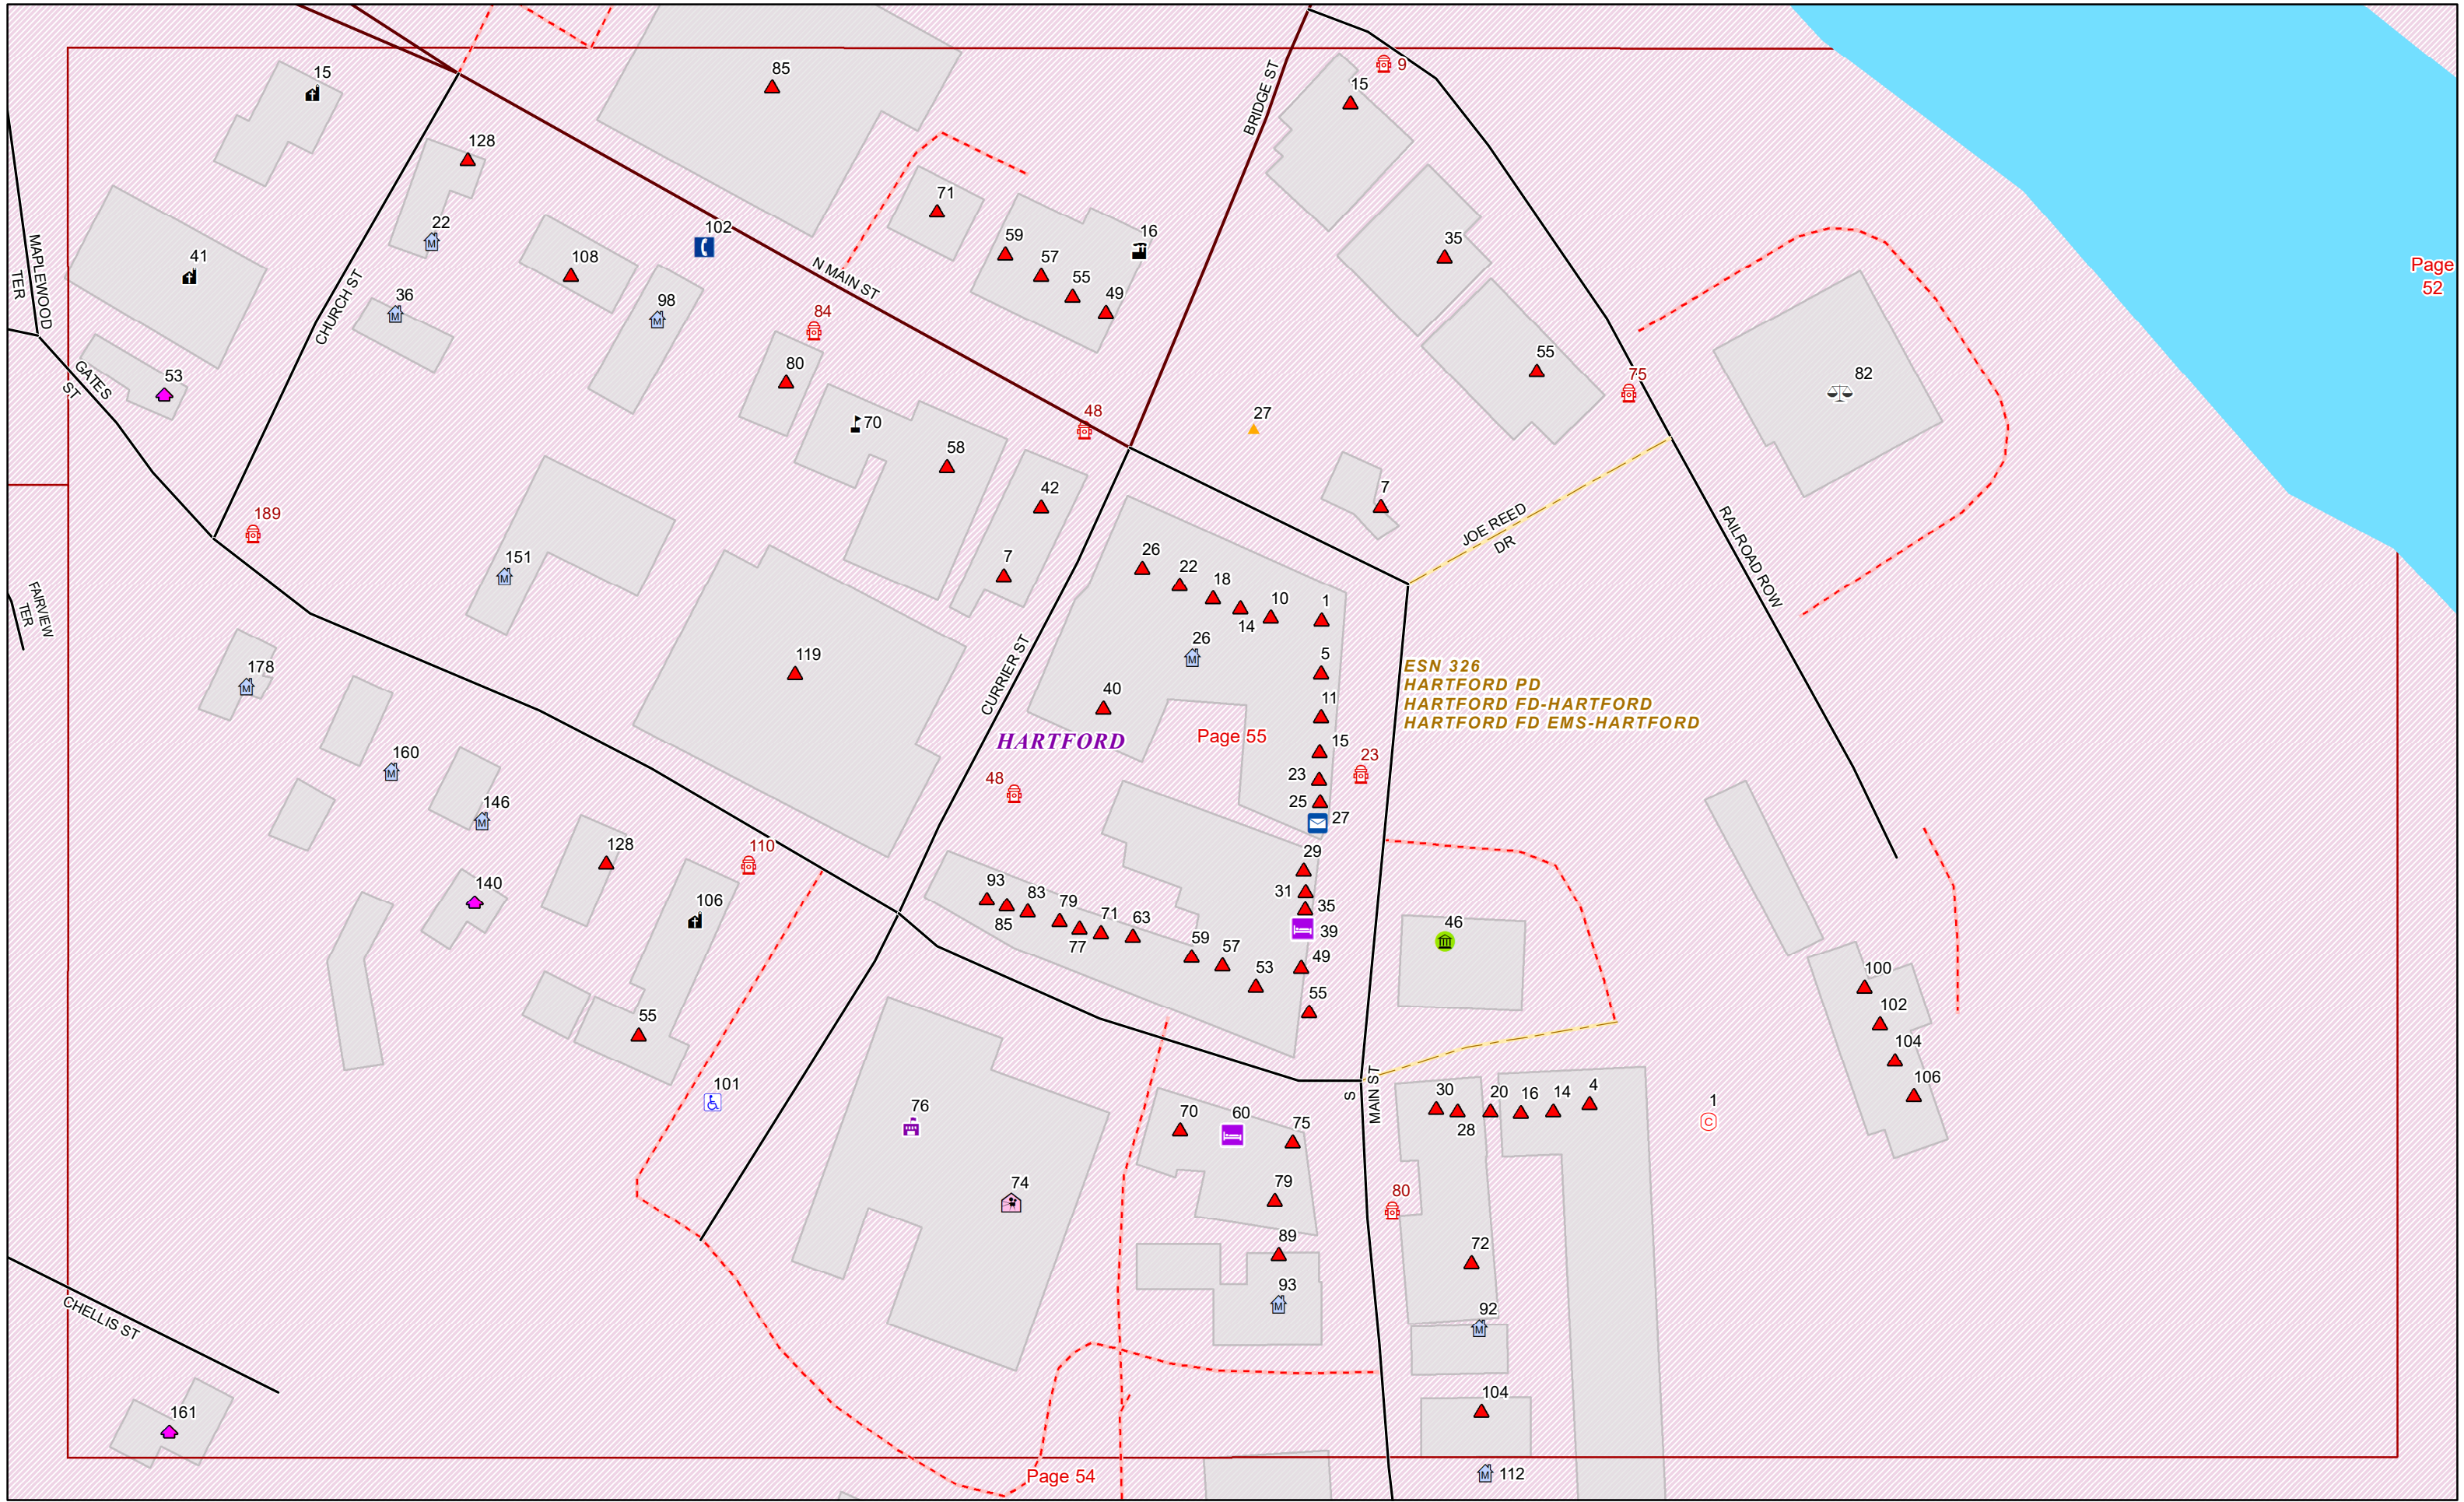 15
85
9
15
128
71
22
102
16
35
41
59
108
57
36
98
55
49
84
Page
52
BRIDGE ST
N MAIN ST
CHURCH ST
MAPLEWOOD
TER
GATES
ST
53
80
55
75
82
48
27
70
58
42
7
189
JOE REED
DR
RAILROAD ROW
151
7
26
22
18
14
10
1
FAIRVIEW
TER
178
119
26
5
CURRIER ST
40
11
ESN 326
HARTFORD PD
HARTFORD FD-HARTFORD
HARTFORD FD EMS-HARTFORD
HARTFORD
Page 55
15
23
160
48
23
25
27
146
128
110
29
140
93
83
31
106
85
79
71
63
35
77
39
46
59
57
49
53
100
55
55
102
104
106
101
76
70
60
75
S
MAIN ST
30
28
20
16
14
4
1
C
74
79
80
89
72
93
92
CHELLIS ST
104
161
Page 54
112
M
M
M
M
M
M
M
M
M
M
M